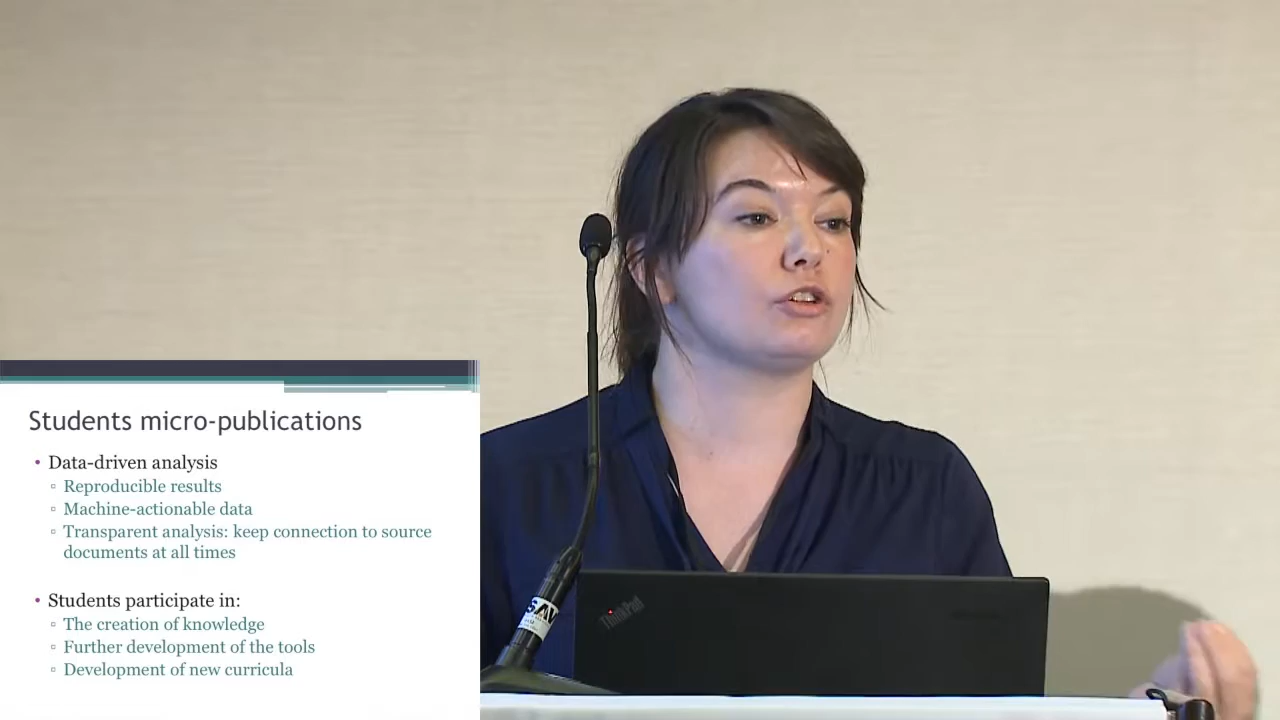 Students micro-publications
• Data-driven analysis
▫ Reproducible results
▫ Machine-actionable data
▫ Transparent analysis: keep connection to source
documents at all times
• Students participate in:
▫ The creation of knowledge
▫ Further development of the tools
▫ Development of new curricula
ThinkPad